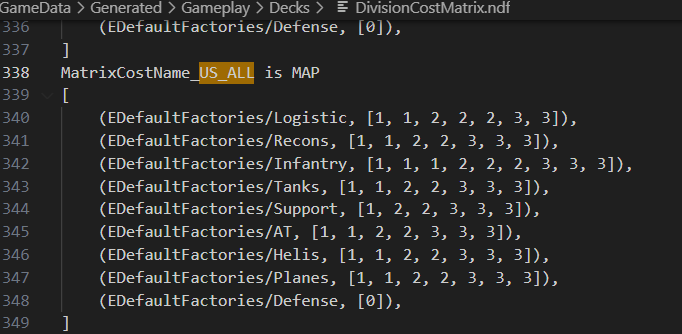 GameData > Generated > Gameplay > Decks > DivisionCostMatrix.ndf
336 (EDefaultFactories/Defense, [0]),
337 ]
338 MatrixCostName_US_ALL is MAP
339 [
340 (EDefaultFactories/Logistic, [1, 1, 2, 2, 2, 3, 3]),
341 (EDefaultFactories/Recons, [1, 1, 2, 2, 3, 3, 3]),
342 (EDefaultFactories/Infantry, [1, 1, 1, 2, 2, 2, 3, 3, 3]),
343 (EDefaultFactories/Tanks, [1, 1, 2, 2, 3, 3, 3]),
344 (EDefaultFactories/Support, [1, 2, 2, 3, 3, 3]),
345 (EDefaultFactories/AT, [1, 1, 2, 2, 3, 3, 3]),
346 (EDefaultFactories/Helis, [1, 1, 2, 2, 3, 3, 3]),
347 (EDefaultFactories/Planes, [1, 1, 2, 2, 3, 3, 3]),
348 (EDefaultFactories/Defense, [0]),
349 ]